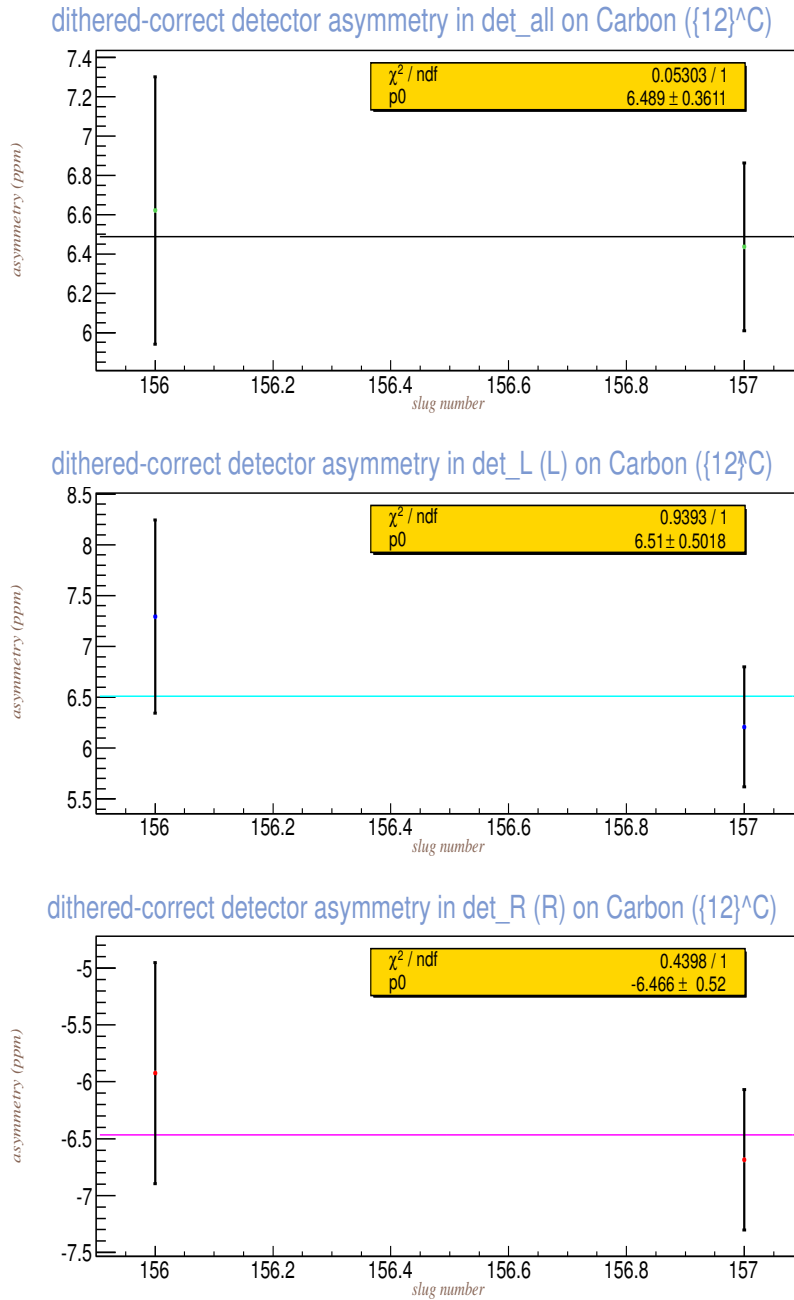 dithered-correct detector asymmetry in det_all on Carbon ({12}^C)
χ² / ndf 0.05303 / 1
p0 6.489 ± 0.3611
asymmetry (ppm)
7.4
7.2
7
6.8
6.6
6.4
6.2
6
156 156.2 156.4 156.6 156.8 157
slug number
dithered-correct detector asymmetry in det_L (L) on Carbon ({12}^C)
χ² / ndf 0.9393 / 1
p0 6.51 ± 0.5018
asymmetry (ppm)
8.5
8
7.5
7
6.5
6
5.5
156 156.2 156.4 156.6 156.8 157
slug number
dithered-correct detector asymmetry in det_R (R) on Carbon ({12}^C)
χ² / ndf 0.4398 / 1
p0 -6.466 ± 0.52
asymmetry (ppm)
-5
-5.5
-6
-6.5
-7
-7.5
156 156.2 156.4 156.6 156.8 157
slug number